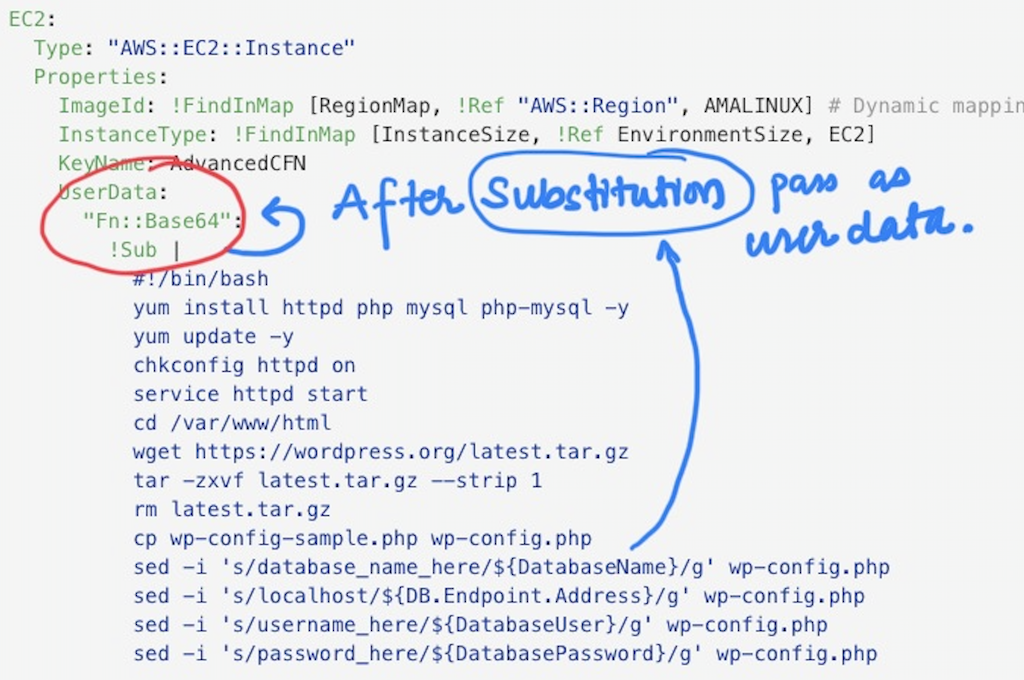 EC2:
Type: "AWS::EC2::Instance"
Properties:
ImageId: !FindInMap [RegionMap, !Ref "AWS::Region", AMALINUX] # Dynamic mappin
InstanceType: !FindInMap [InstanceSize, !Ref EnvironmentSize, EC2]
KeyName: AdvancedCFN
UserData:
"Fn::Base64":
!Sub |
After Substitution pass as
user data.
#!/bin/bash
yum install httpd php mysql php-mysql -y
yum update -y
chkconfig httpd on
service httpd start
cd /var/www/html
wget https://wordpress.org/latest.tar.gz
tar -zxvf latest.tar.gz --strip 1
rm latest.tar.gz
cp wp-config-sample.php wp-config.php
sed -i 's/database_name_here/${DatabaseName}/g' wp-config.php
sed -i 's/localhost/${DB.Endpoint.Address}/g' wp-config.php
sed -i 's/username_here/${DatabaseUser}/g' wp-config.php
sed -i 's/password_here/${DatabasePassword}/g' wp-config.php